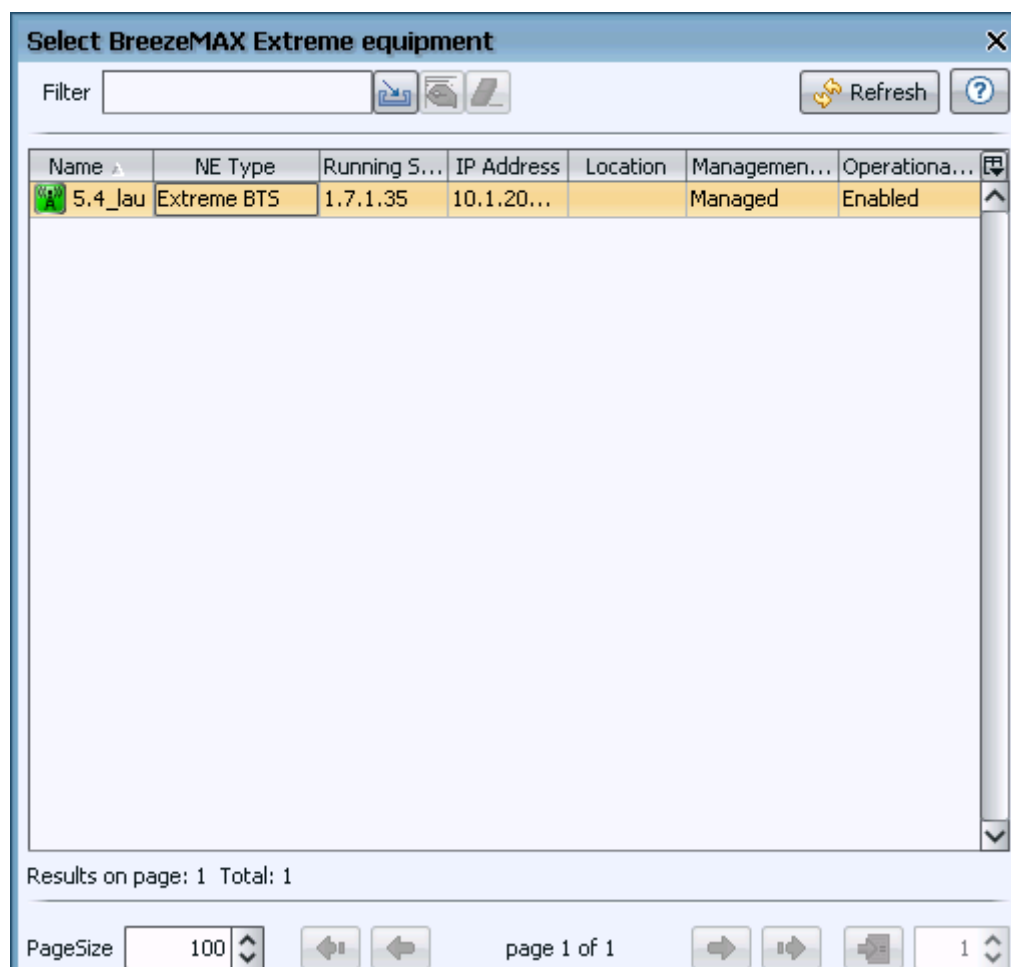 Select BreezeMAX Extreme equipment
Filter
Refresh
Name NE Type Running S... IP Address Location Managemen... Operationa...
5.4_lau Extreme BTS 1.7.1.35 10.1.20... Managed Enabled
Results on page: 1 Total: 1
PageSize 100 page 1 of 1 1